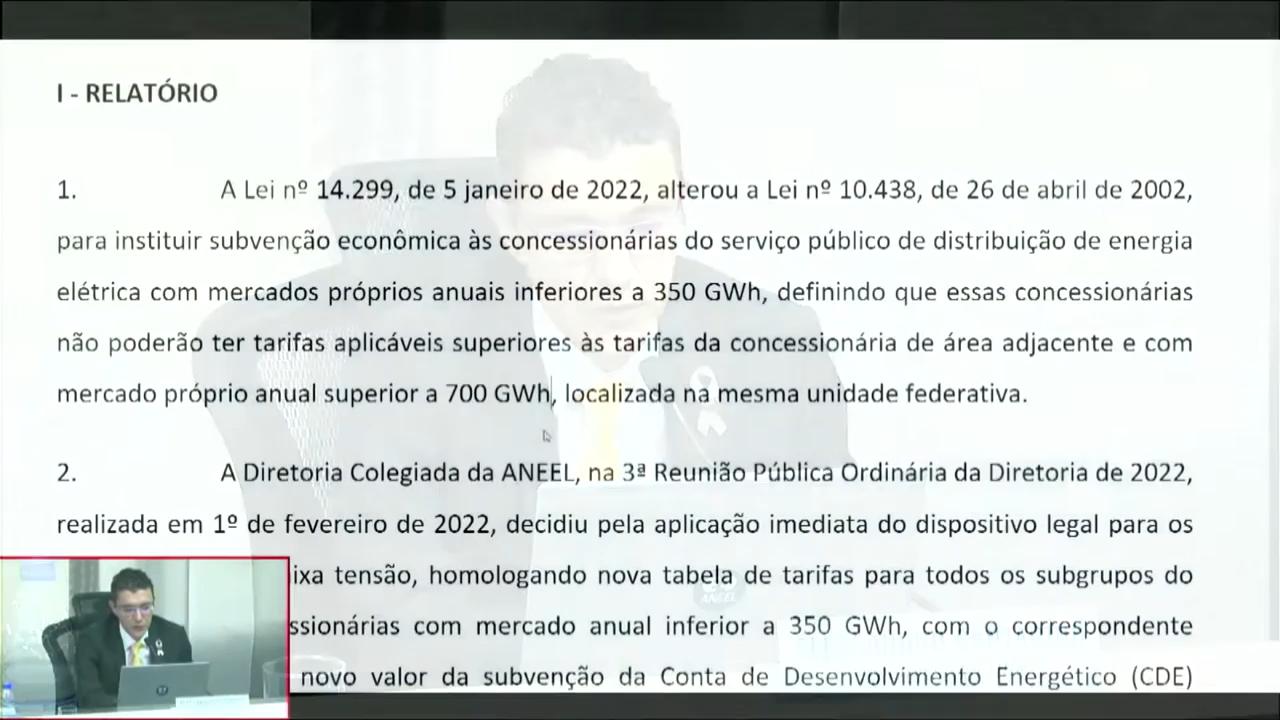 I - RELATÓRIO
1. A Lei nº 14.299, de 5 janeiro de 2022, alterou a Lei nº 10.438, de 26 de abril de 2002,
para instituir subvenção econômica às concessionárias do serviço público de distribuição de energia
elétrica com mercados próprios anuais inferiores a 350 GWh, definindo que essas concessionárias
não poderão ter tarifas aplicáveis superiores às tarifas da concessionária de área adjacente e com
mercado próprio anual superior a 700 GWh, localizada na mesma unidade federativa.
2. A Diretoria Colegiada da ANEEL, na 3ª Reunião Pública Ordinária da Diretoria de 2022,
realizada em 1º de fevereiro de 2022, decidiu pela aplicação imediata do dispositivo legal para os
ixa tensão, homologando nova tabela de tarifas para todos os subgrupos do
ssionárias com mercado anual inferior a 350 GWh, com o correspondente
novo valor da subvenção da Conta de Desenvolvimento Energético (CDE)
ANEEL